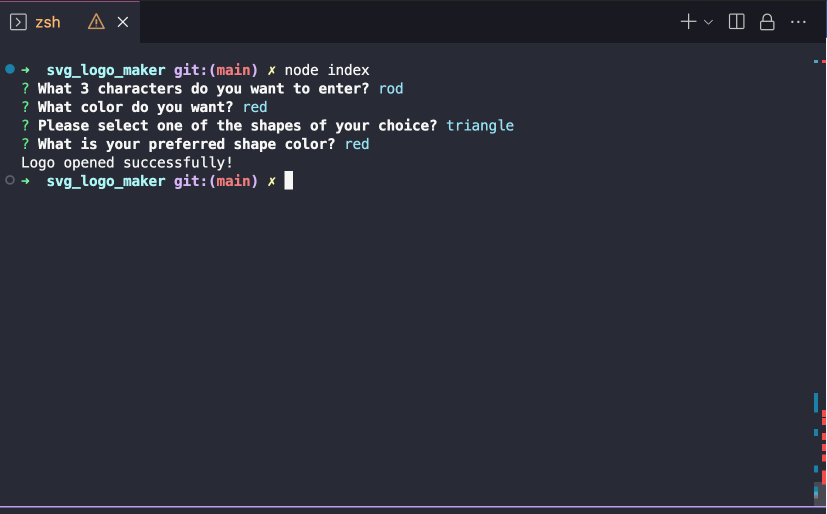 zsh
➜ svg_logo_maker git:(main) ✗ node index
? What 3 characters do you want to enter? rod
? What color do you want? red
? Please select one of the shapes of your choice? triangle
? What is your preferred shape color? red
Logo opened successfully!
➜ svg_logo_maker git:(main) ✗